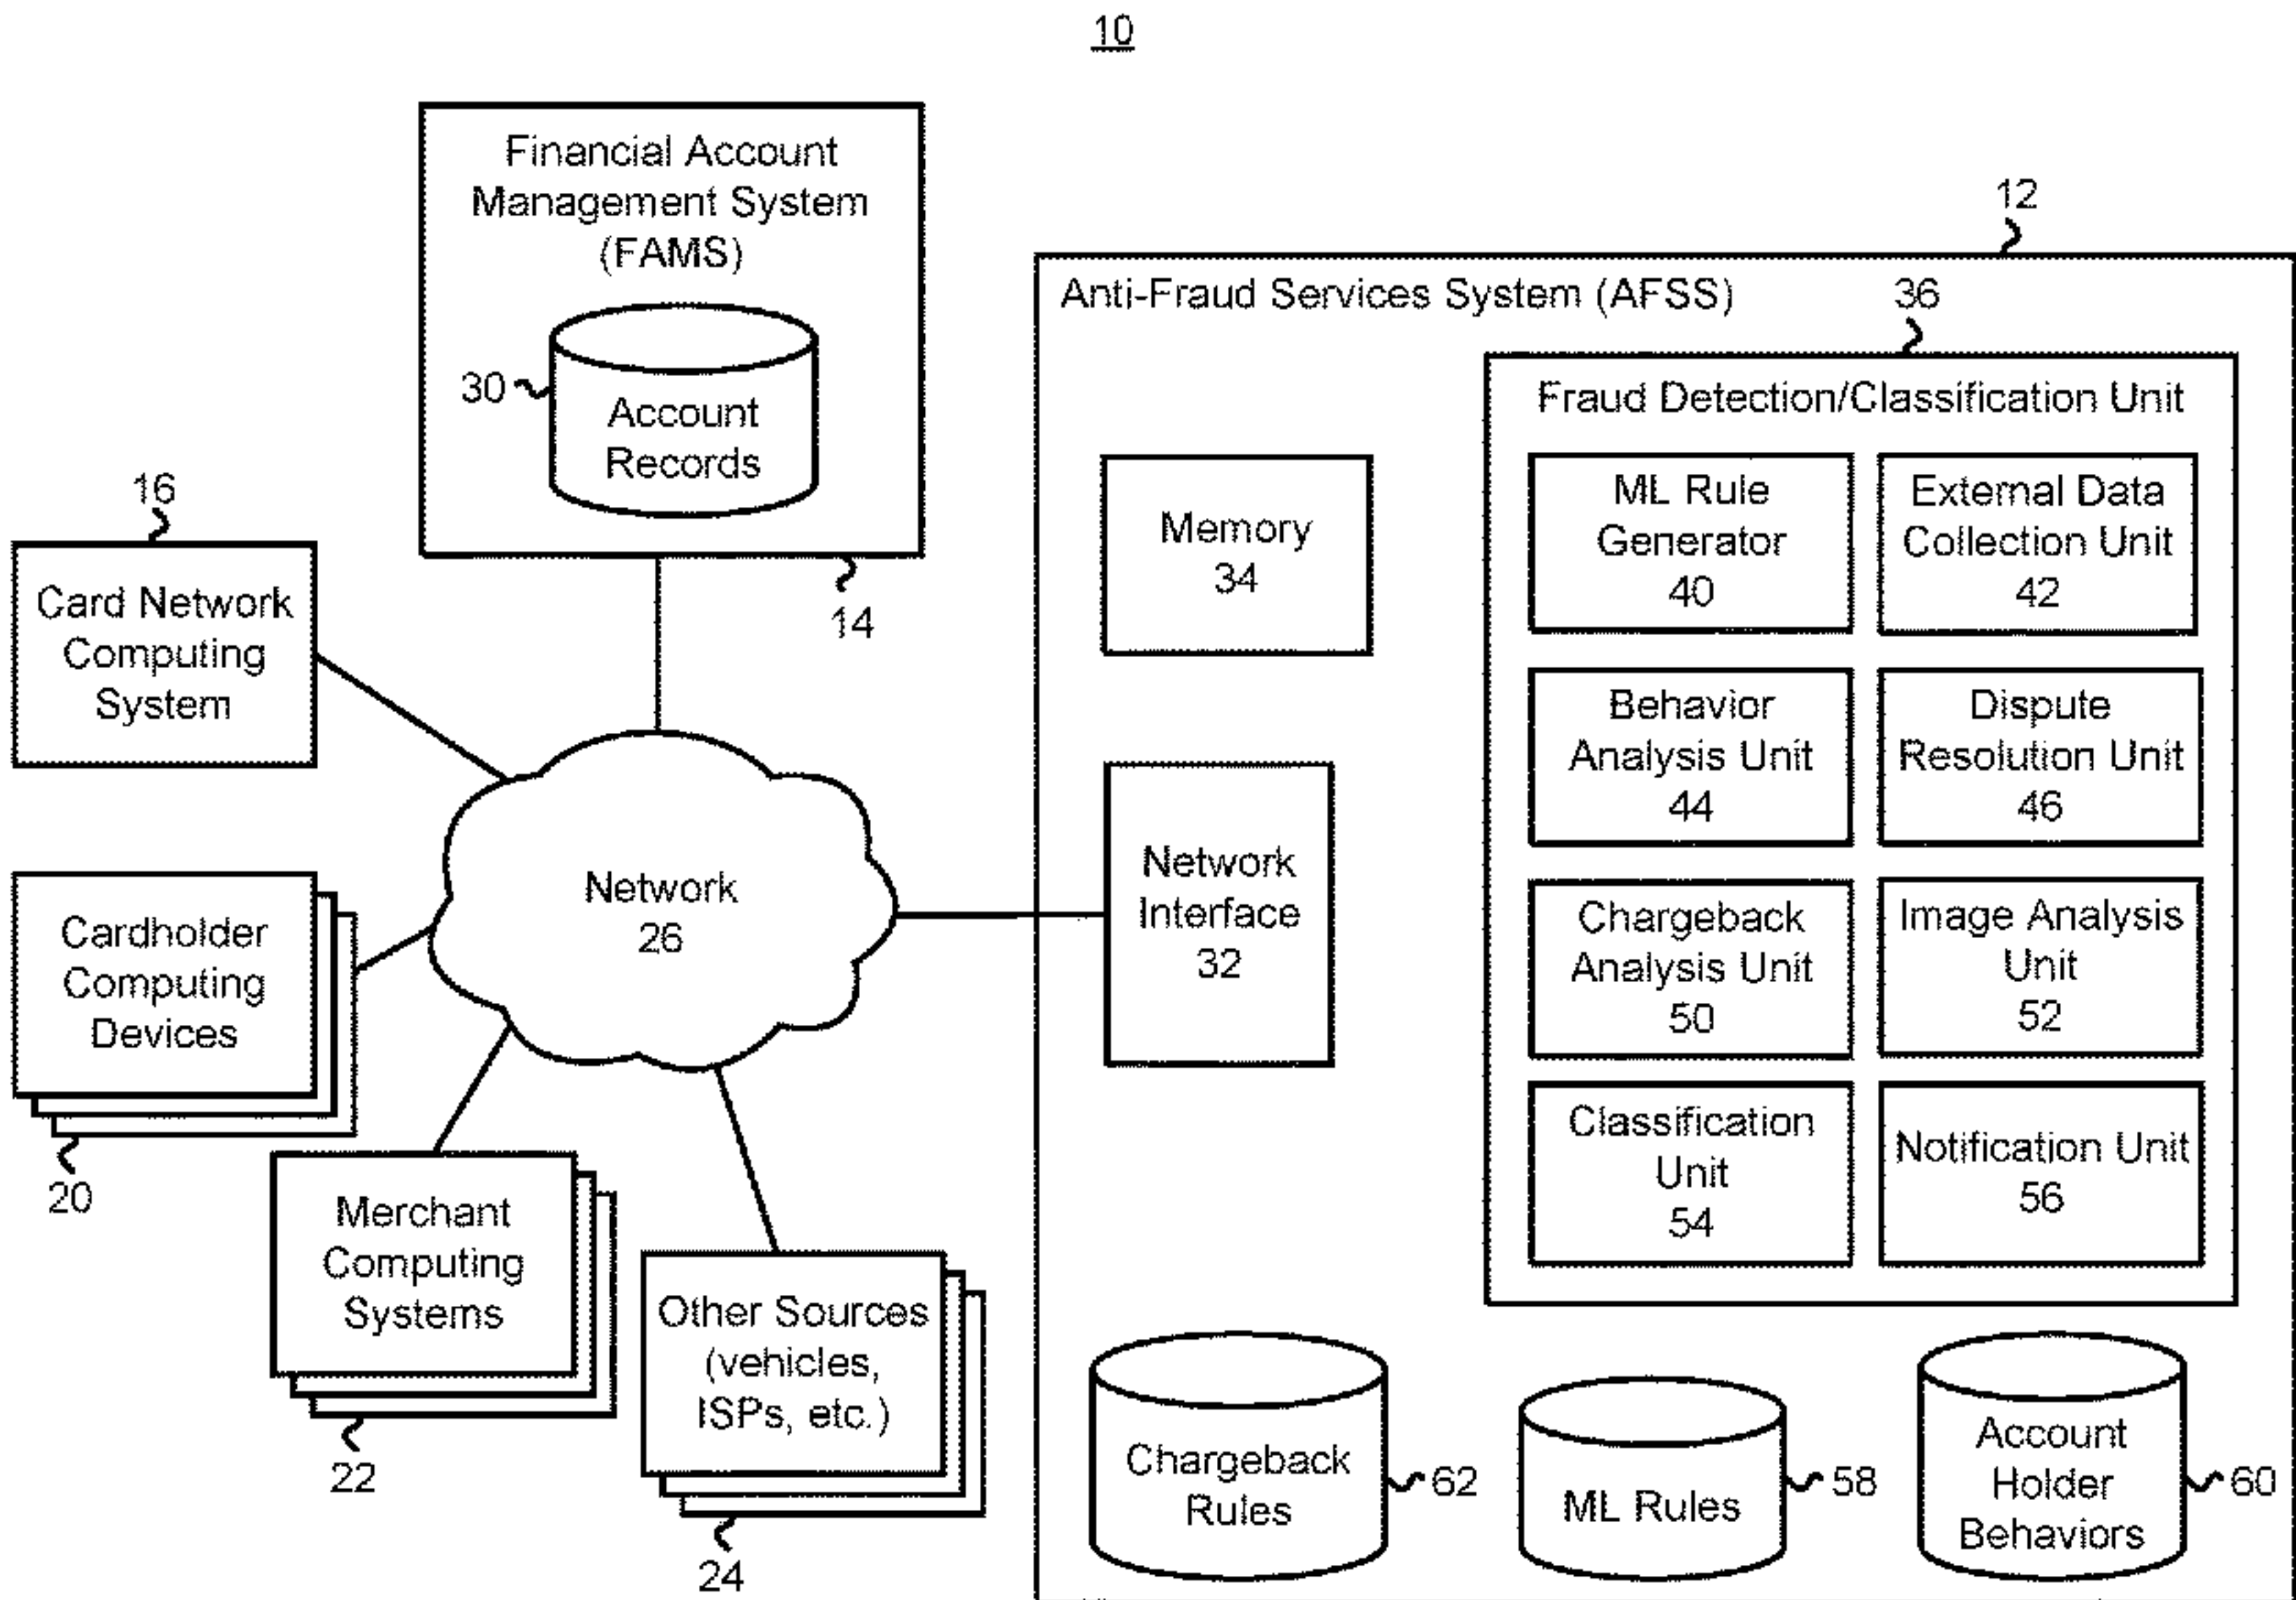 10
Financial Account
Management System
(FAMS)
30
Account
Records
14
16
Card Network
Computing
System
Cardholder
Computing
Devices
20
Merchant
Computing
Systems
22
Other Sources
(vehicles,
ISPs, etc.)
24
Network
26
12
Anti-Fraud Services System (AFSS)
Memory
34
Network
Interface
32
36
Fraud Detection/Classification Unit
ML Rule
Generator
40
External Data
Collection Unit
42
Behavior
Analysis Unit
44
Dispute
Resolution Unit
46
Chargeback
Analysis Unit
50
Image Analysis
Unit
52
Classification
Unit
54
Notification Unit
56
Chargeback
Rules
62
ML Rules
58
Account
Holder
Behaviors
60